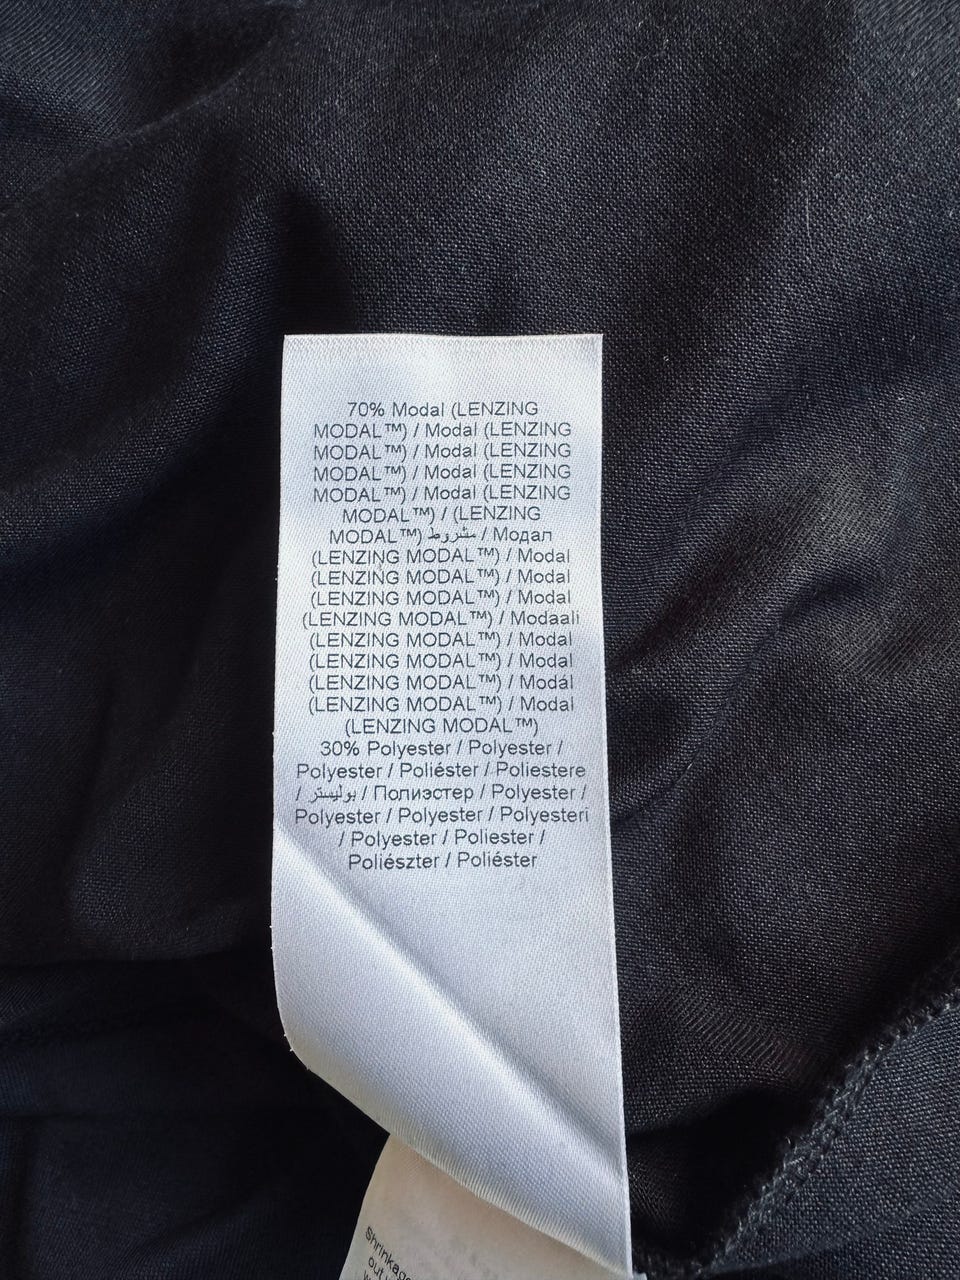 70% Modal (LENZING
MODAL™) / Modal (LENZING
MODAL™) / Modal (LENZING
MODAL™) / Modal (LENZING
MODAL™) / Modal (LENZING
MODAL™) / (LENZING
MODAL™) مشروط / Модал
(LENZING MODAL™) / Modal
(LENZING MODAL™) / Modal
(LENZING MODAL™) / Modal
(LENZING MODAL™) / Modaali
(LENZING MODAL™) / Modal
(LENZING MODAL™) / Modal
(LENZING MODAL™) / Modál
(LENZING MODAL™) / Modal
(LENZING MODAL™)
30% Polyester / Polyester /
Polyester / Poliéster / Poliestere
/ بوليستر / Полиэстер / Polyester /
Polyester / Polyester / Polyesteri
/ Polyester / Poliester /
Poliészter / Poliéster
Shrinkage
out